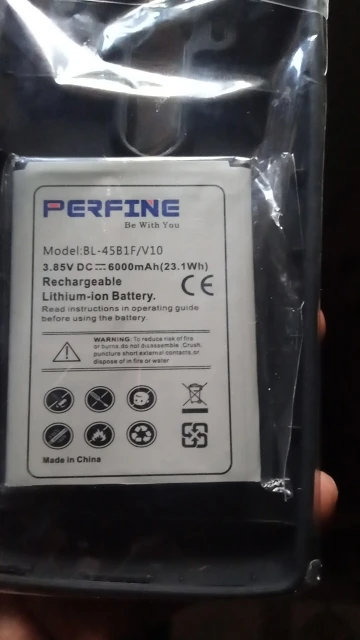 PERFINE
Be With You
Model:BL-45B1F/V10
3.85V DC⎓6000mAh(23.1Wh)
Rechargeable
Lithium-ion Battery.
CE
Read instructions in operating guide
before using the battery.
WARNING: To reduce risk of fire
or burns,do not disassemble .Crush,
puncture short external contacts,or
dispose of in fire or water
Made in China